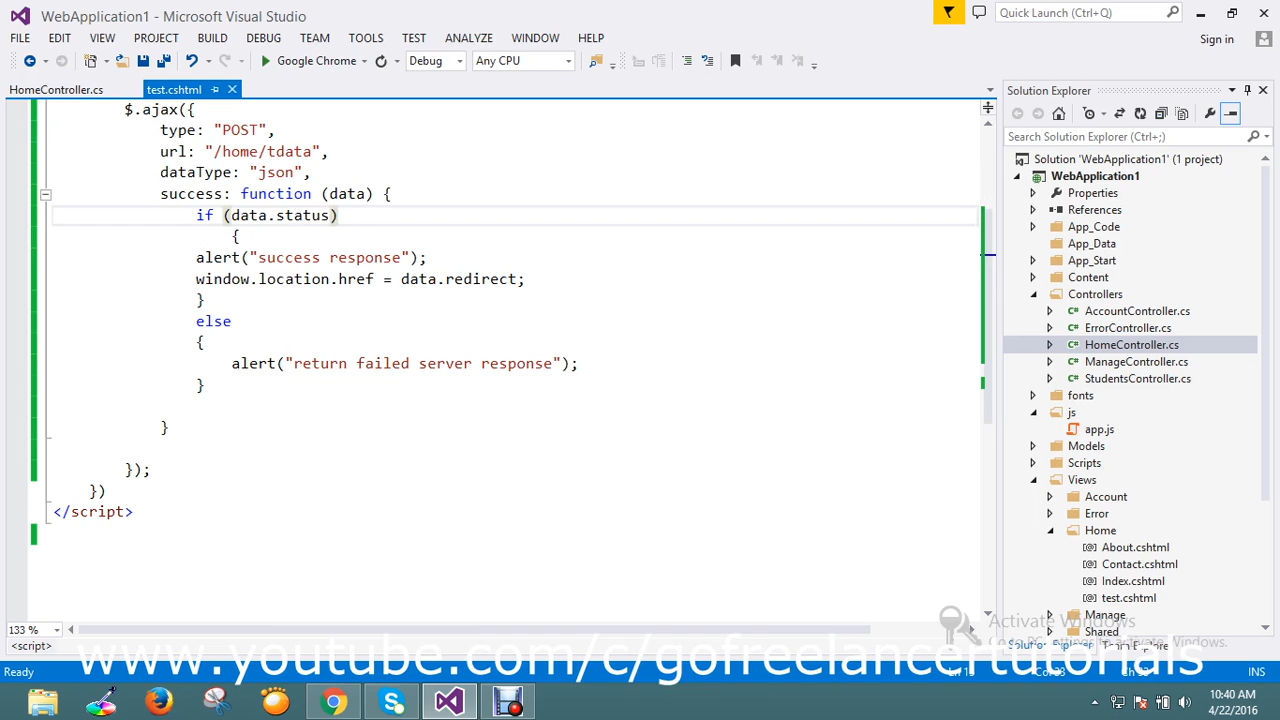 WebApplication1 - Microsoft Visual Studio
Quick Launch (Ctrl+Q)
FILE EDIT VIEW PROJECT BUILD DEBUG TEAM TOOLS TEST ANALYZE WINDOW HELP
Sign in
Google Chrome Debug Any CPU
HomeController.cs test.cshtml
$.ajax({
type: "POST",
url: "/home/tdata",
dataType: "json",
success: function (data) {
if (data.status)
{
alert("success response");
window.location.href = data.redirect;
}
else
{
alert("return failed server response");
}
}
});
})
</script>
133 %
<script>
Solution Explorer
Search Solution Explorer (Ctrl+;)
Solution 'WebApplication1' (1 project)
WebApplication1
Properties
References
App_Code
App_Data
App_Start
Content
Controllers
AccountController.cs
ErrorController.cs
HomeController.cs
ManageController.cs
StudentsController.cs
fonts
js
app.js
Models
Scripts
Views
Account
Error
Home
About.cshtml
Contact.cshtml
Index.cshtml
test.cshtml
Manage
Shared
Activate Windows
Solution Explorer Team Explorer
www.youtube.com/c/gofreelancertutorials
Ready
INS
10:40 AM
4/22/2016